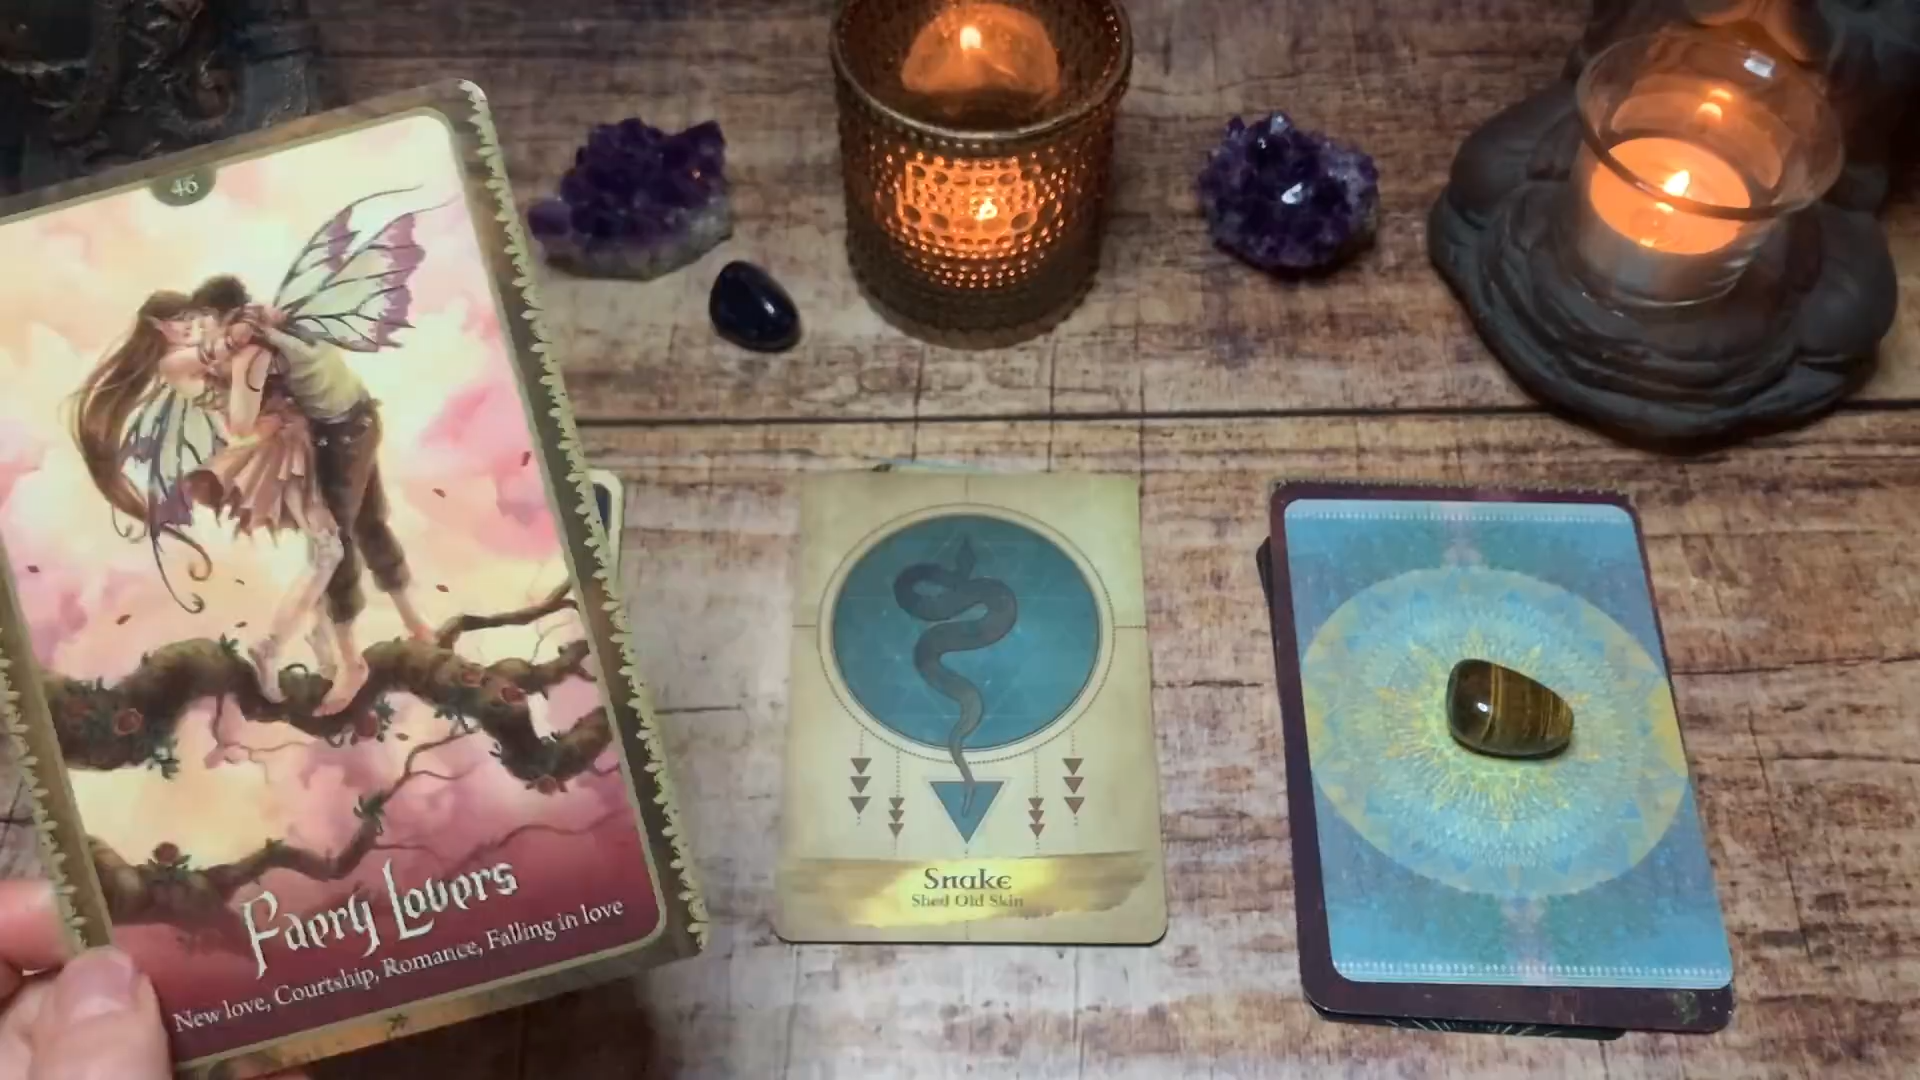 46
Faery Lovers
New love, Courtship, Romance, Falling in love
Snake
Shed Old Skin